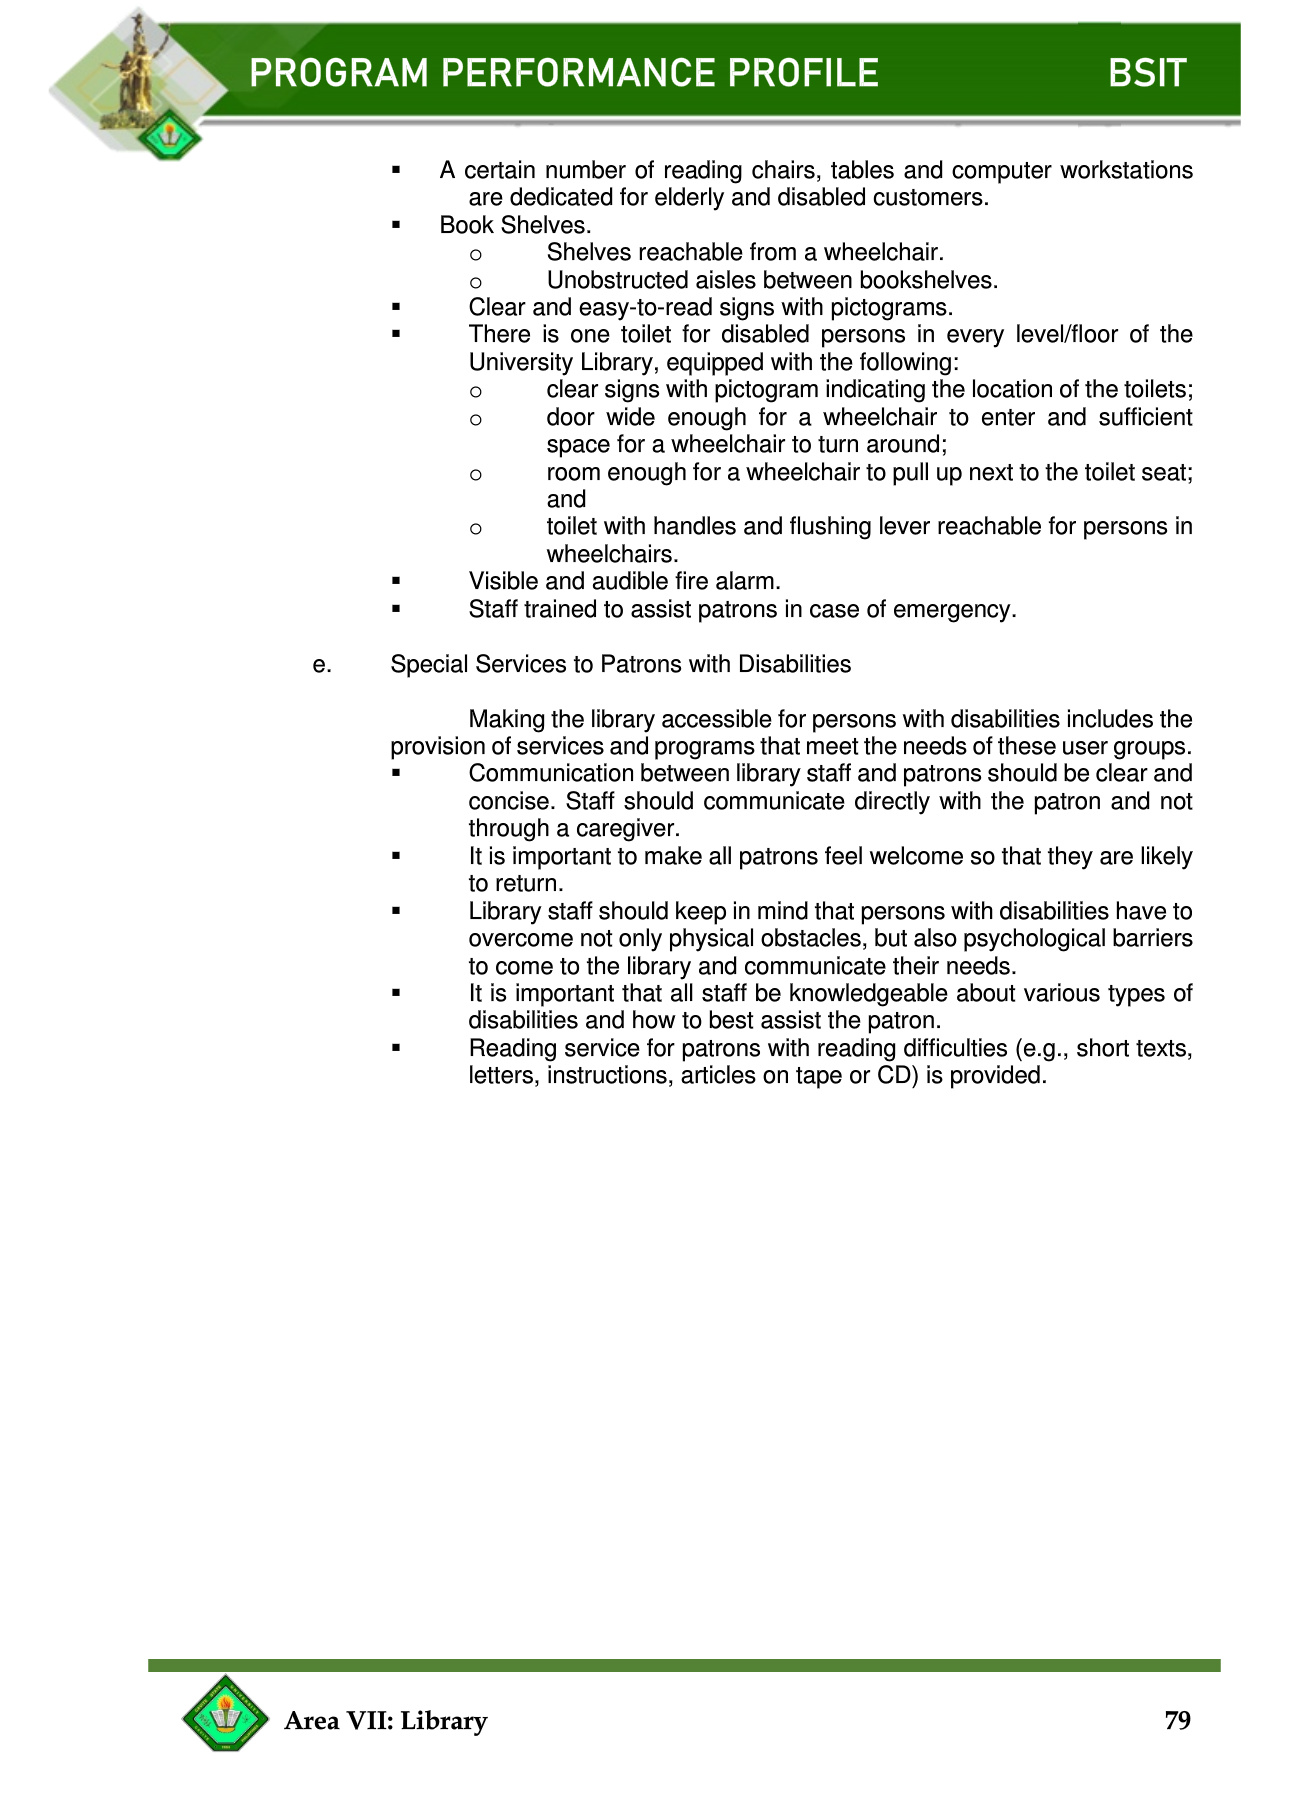 PROGRAM PERFORMANCE PROFILE BSIT
▪ A certain number of reading chairs, tables and computer workstations
are dedicated for elderly and disabled customers.
▪ Book Shelves.
o Shelves reachable from a wheelchair.
o Unobstructed aisles between bookshelves.
▪ Clear and easy-to-read signs with pictograms.
▪ There is one toilet for disabled persons in every level/floor of the
University Library, equipped with the following:
o clear signs with pictogram indicating the location of the toilets;
o door wide enough for a wheelchair to enter and sufficient
space for a wheelchair to turn around;
o room enough for a wheelchair to pull up next to the toilet seat;
and
o toilet with handles and flushing lever reachable for persons in
wheelchairs.
▪ Visible and audible fire alarm.
▪ Staff trained to assist patrons in case of emergency.
e. Special Services to Patrons with Disabilities
Making the library accessible for persons with disabilities includes the
provision of services and programs that meet the needs of these user groups.
▪ Communication between library staff and patrons should be clear and
concise. Staff should communicate directly with the patron and not
through a caregiver.
▪ It is important to make all patrons feel welcome so that they are likely
to return.
▪ Library staff should keep in mind that persons with disabilities have to
overcome not only physical obstacles, but also psychological barriers
to come to the library and communicate their needs.
▪ It is important that all staff be knowledgeable about various types of
disabilities and how to best assist the patron.
▪ Reading service for patrons with reading difficulties (e.g., short texts,
letters, instructions, articles on tape or CD) is provided.
Area VII: Library 79